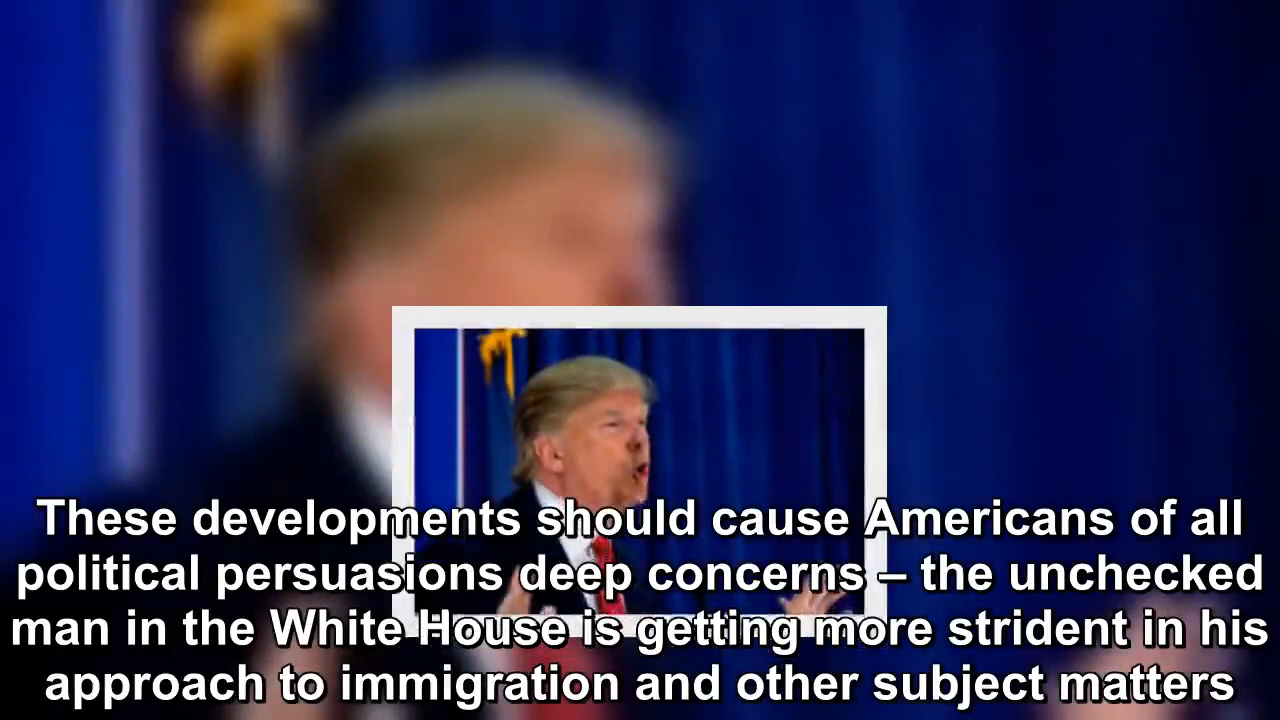 These developments should cause Americans of all
political persuasions deep concerns – the unchecked
man in the White House is getting more strident in his
approach to immigration and other subject matters